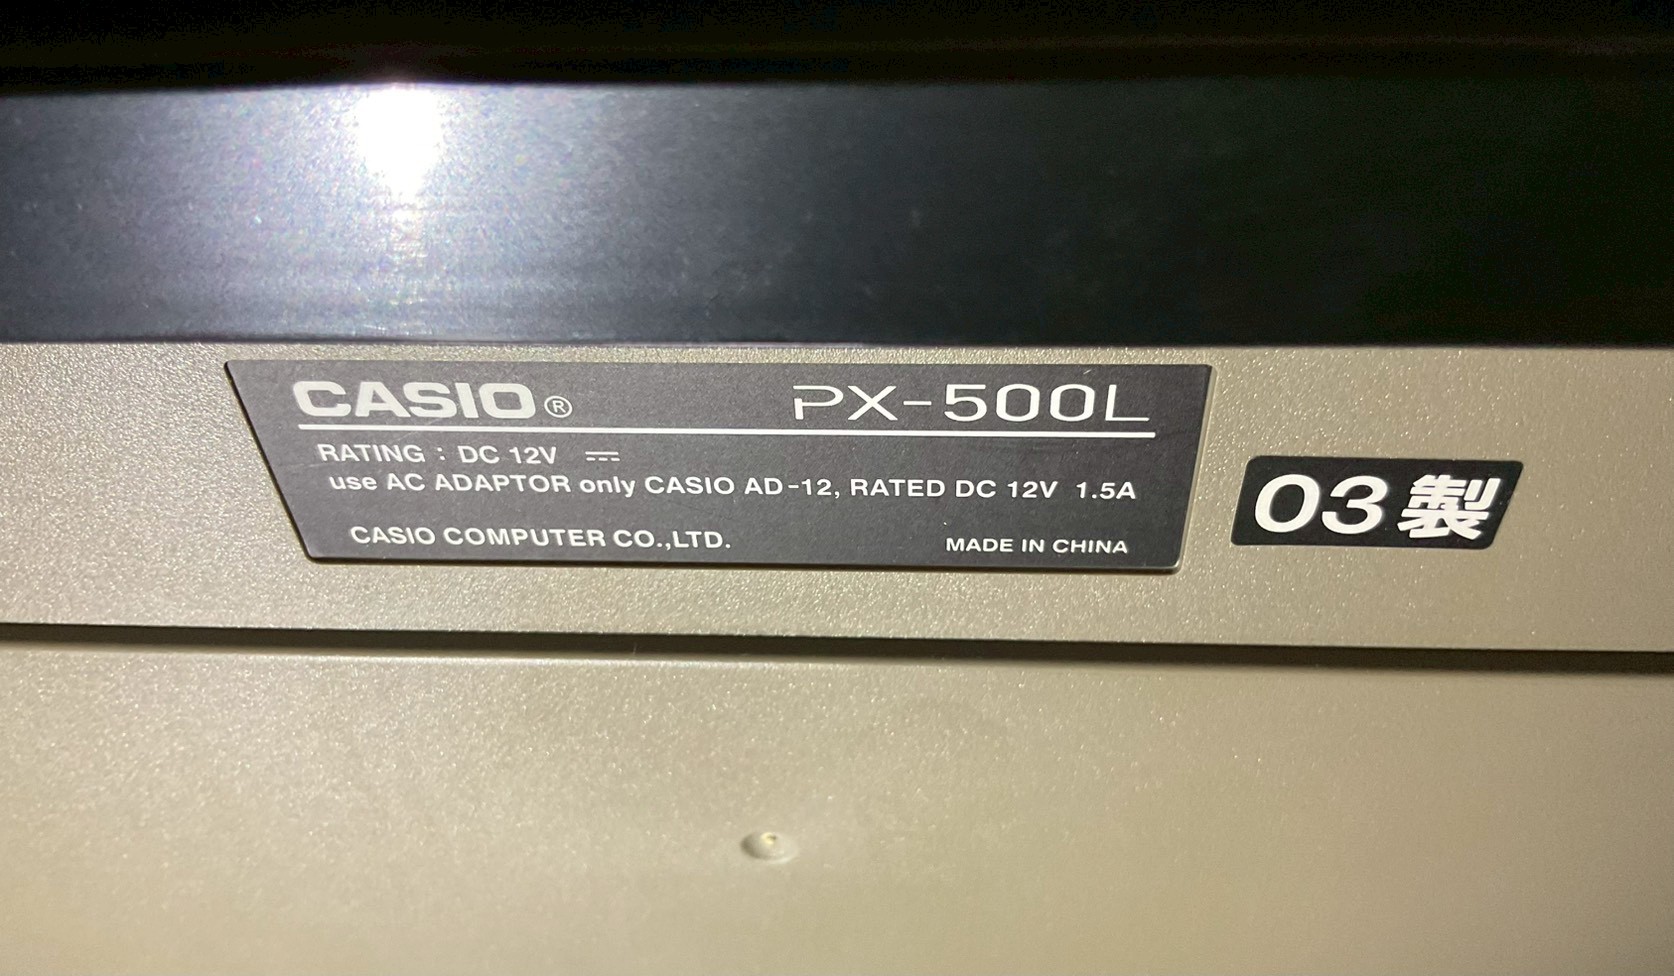 CASIO® PX-500L
RATING : DC 12V ⎓
use AC ADAPTOR only CASIO AD-12, RATED DC 12V 1.5A
CASIO COMPUTER CO.,LTD. MADE IN CHINA
03製